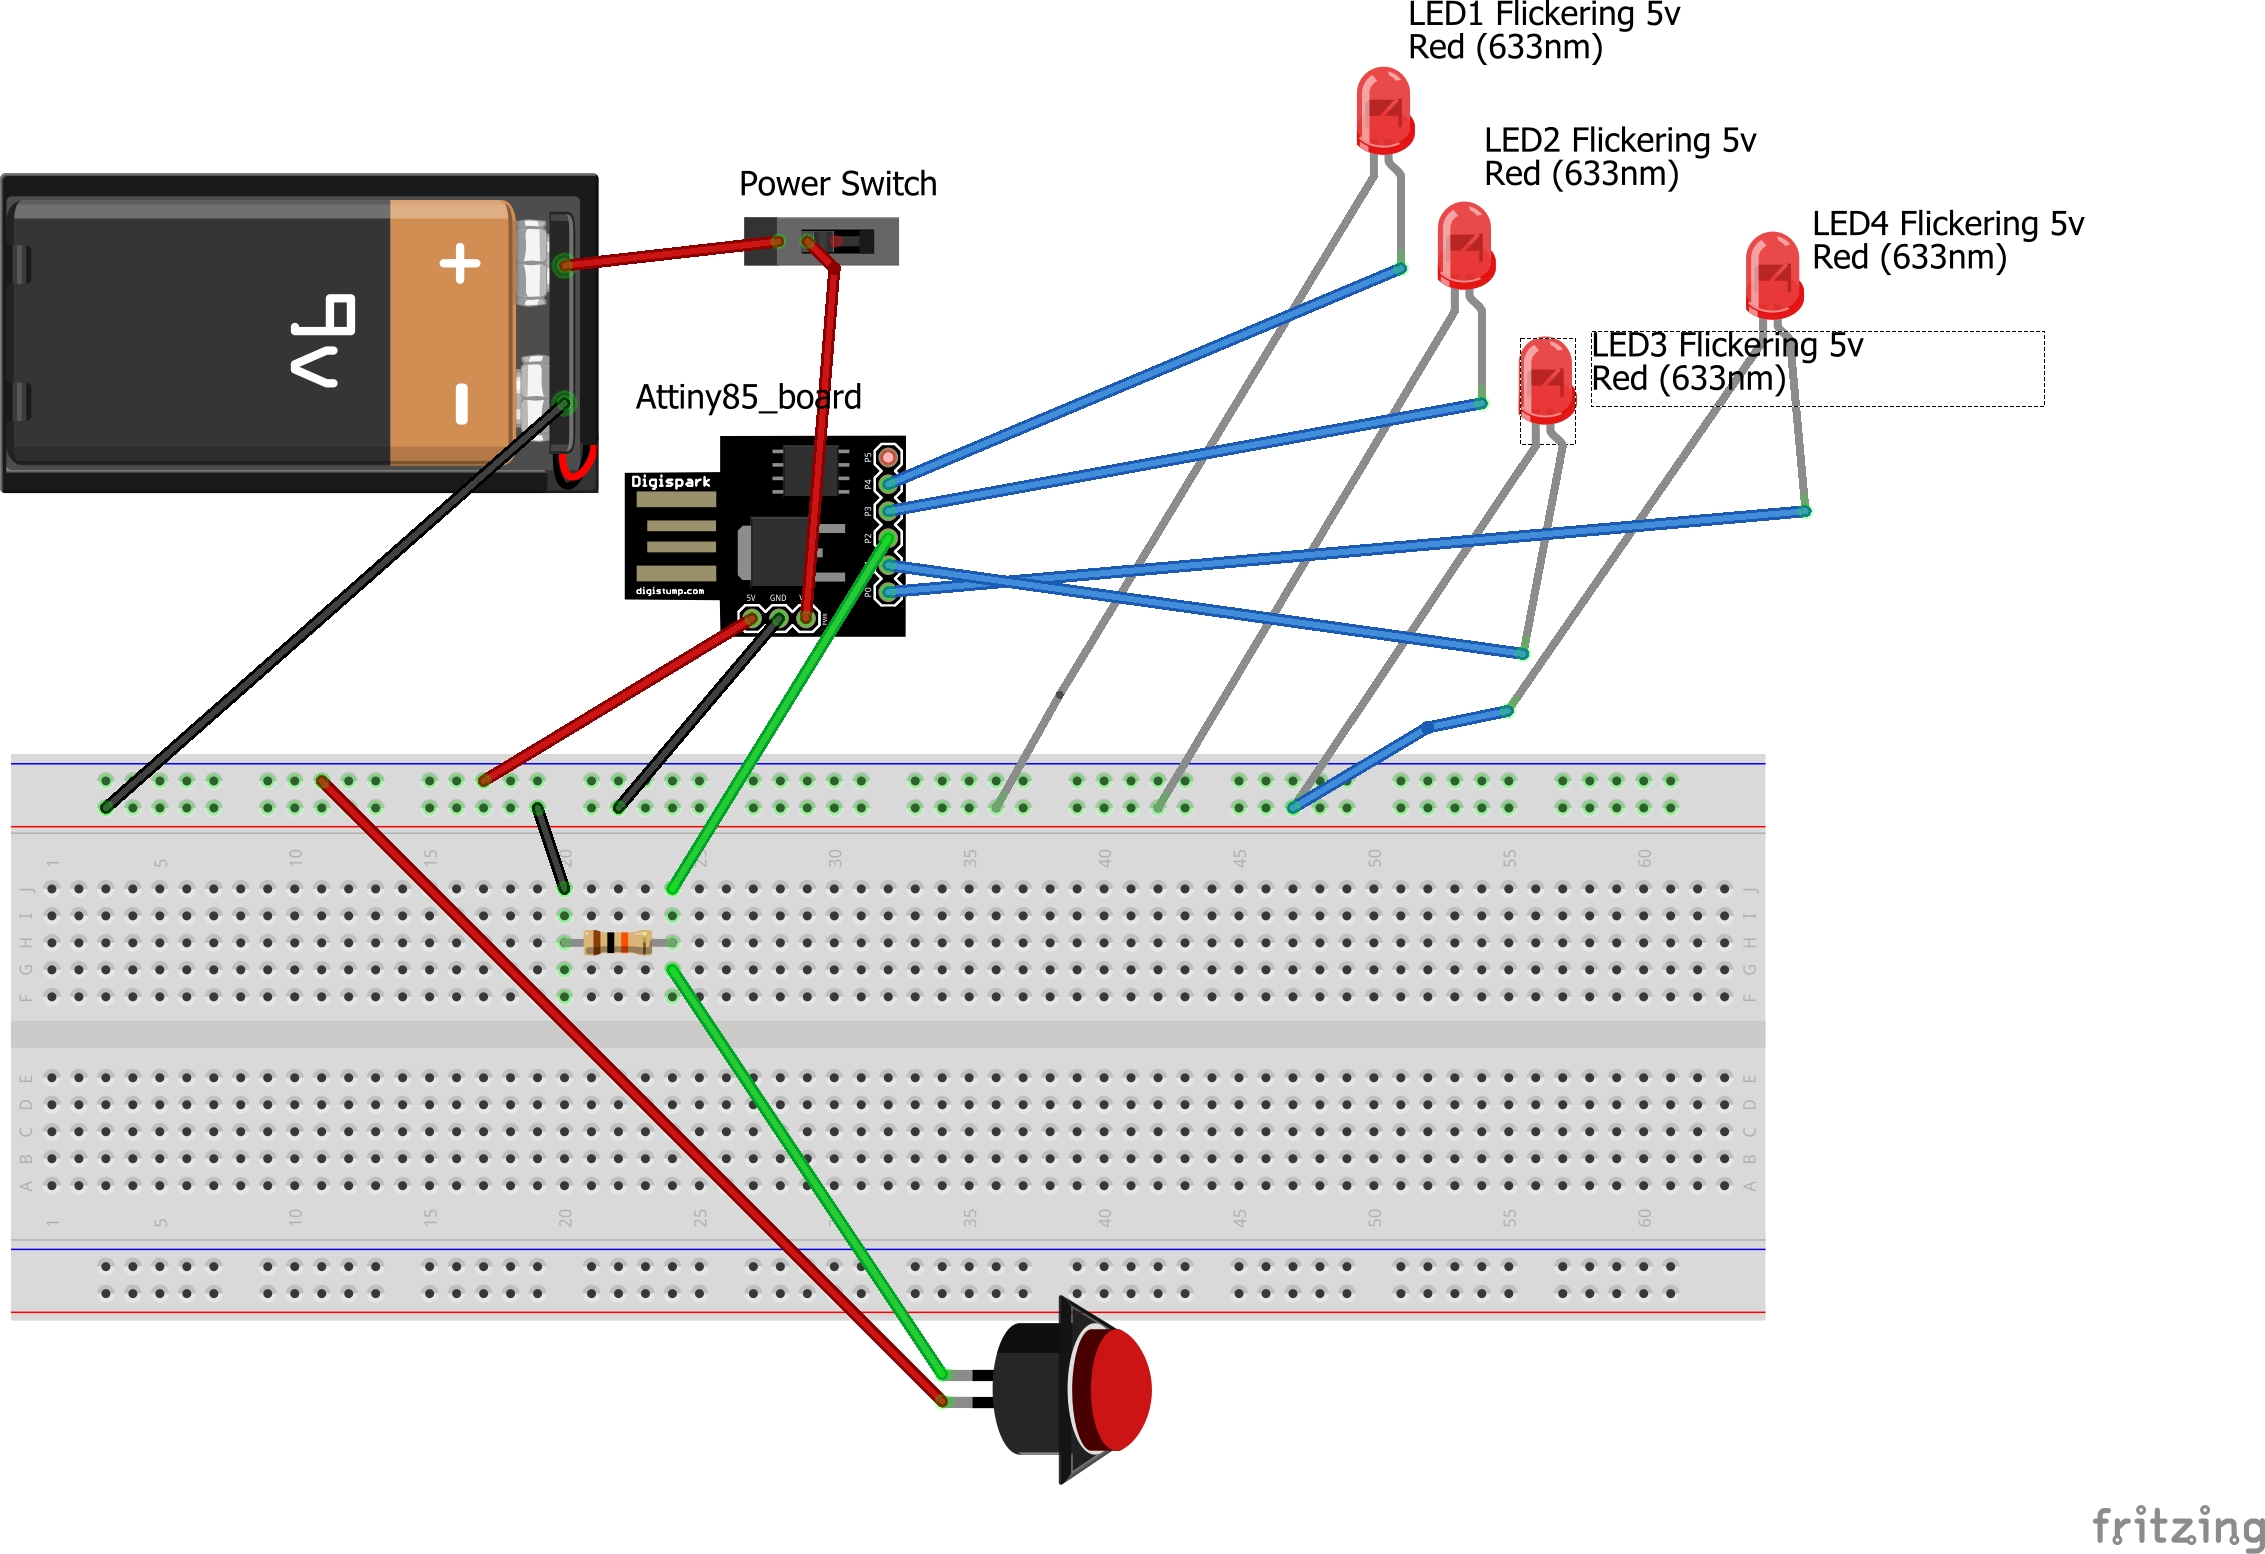 LED1 Flickering 5v
Red (633nm)
LED2 Flickering 5v
Red (633nm)
Power Switch
LED4 Flickering 5v
Red (633nm)
+
9v
-
LED3 Flickering 5v
Red (633nm)
Attiny85_board
Digispark
P5
P4
P3
P2
P0
digistump.com
5V GND
1 5 10 15 20 25 30 35 40 45 50 55 60
J J
I I
H H
G G
F F
E E
D D
C C
B B
A A
1 5 10 15 20 25 30 35 40 45 50 55 60
fritzing